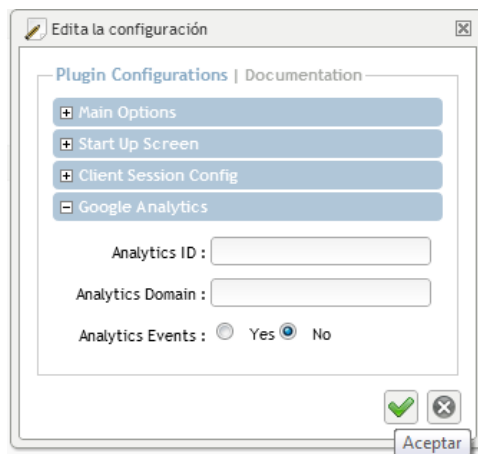 Edita la configuración
Plugin Configurations | Documentation
Main Options
Start Up Screen
Client Session Config
Google Analytics
Analytics ID :
Analytics Domain :
Analytics Events : Yes No
Aceptar